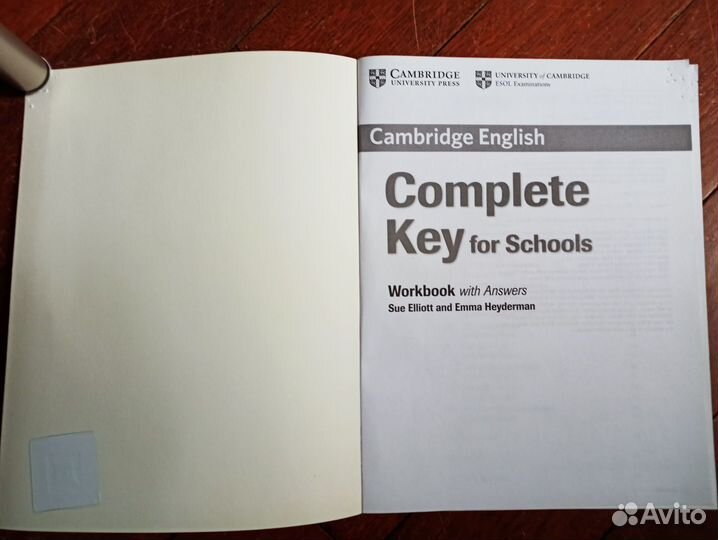 CAMBRIDGE
UNIVERSITY PRESS
UNIVERSITY of CAMBRIDGE
ESOL Examinations
Cambridge English
Complete
Key for Schools
Workbook with Answers
Sue Elliott and Emma Heyderman
Avito